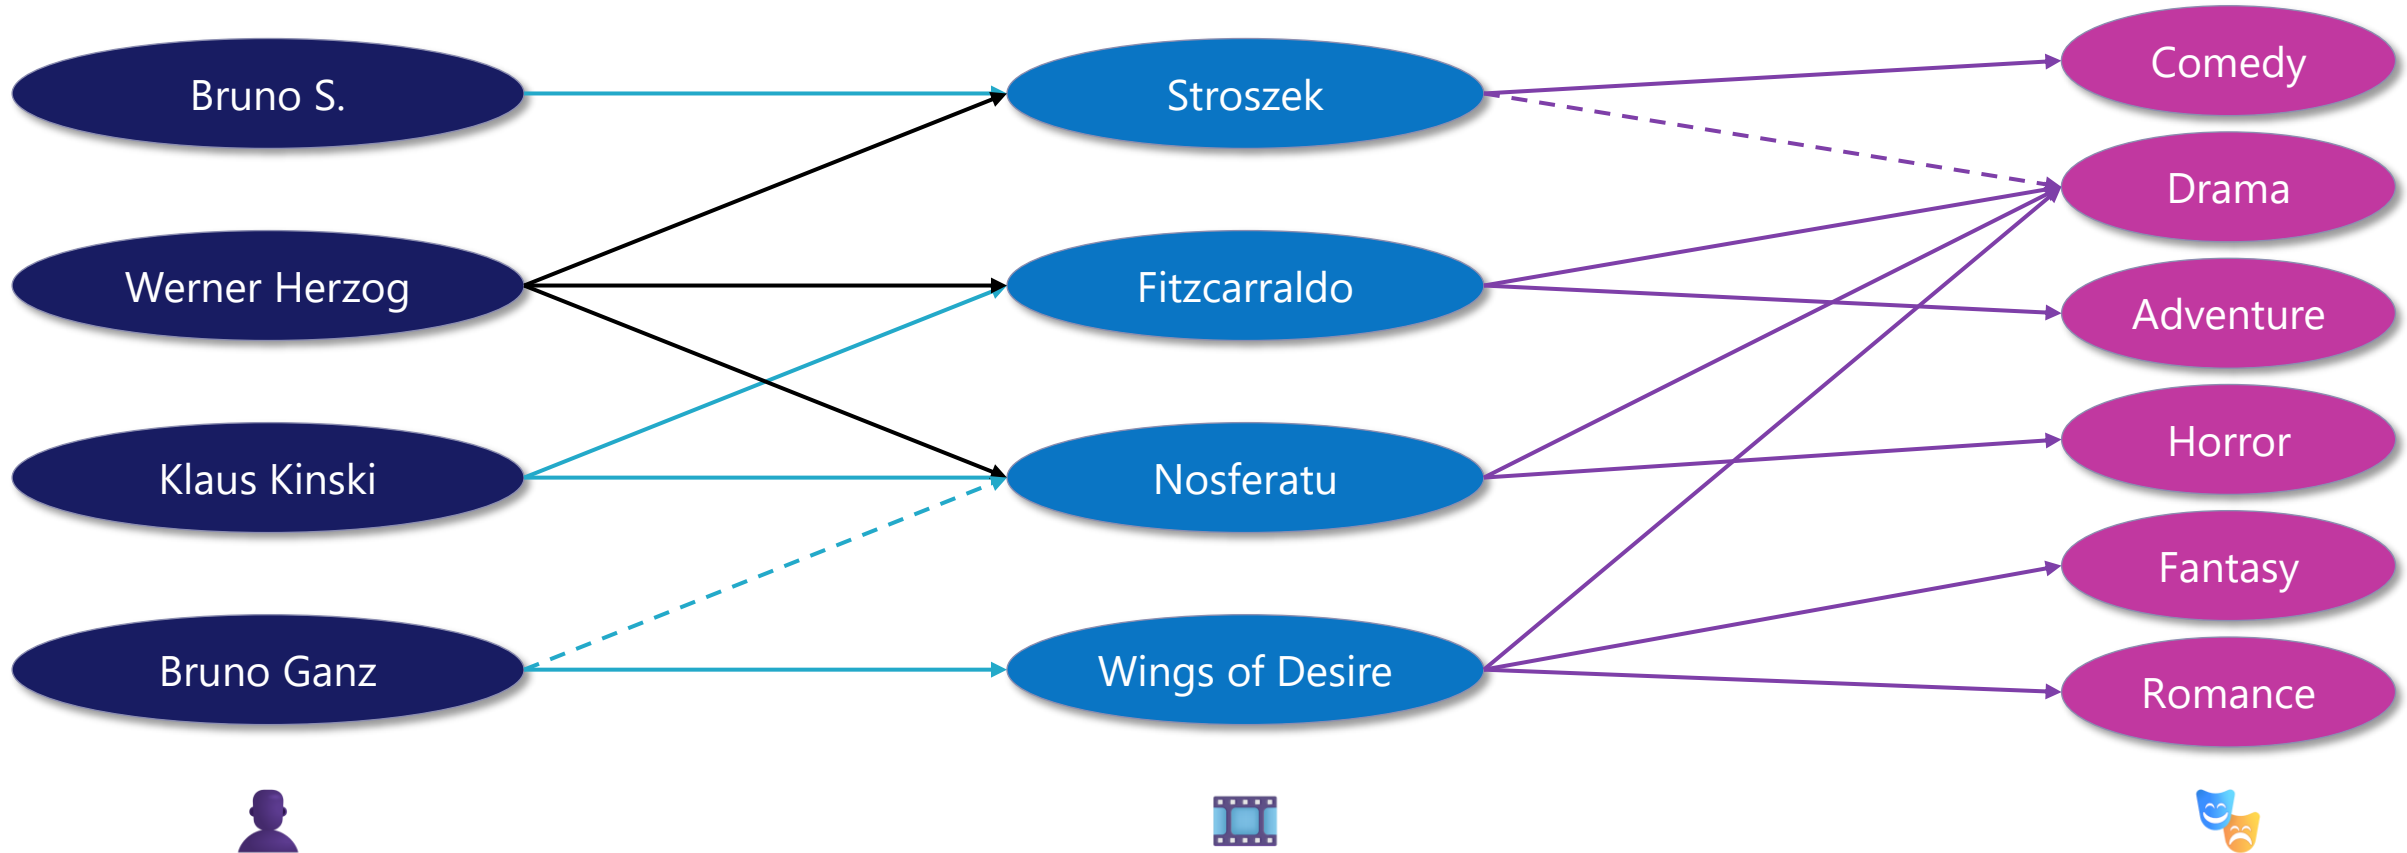 Bruno S.
Werner Herzog
Klaus Kinski
Bruno Ganz
Stroszek
Fitzcarraldo
Nosferatu
Wings of Desire
Comedy
Drama
Adventure
Horror
Fantasy
Romance